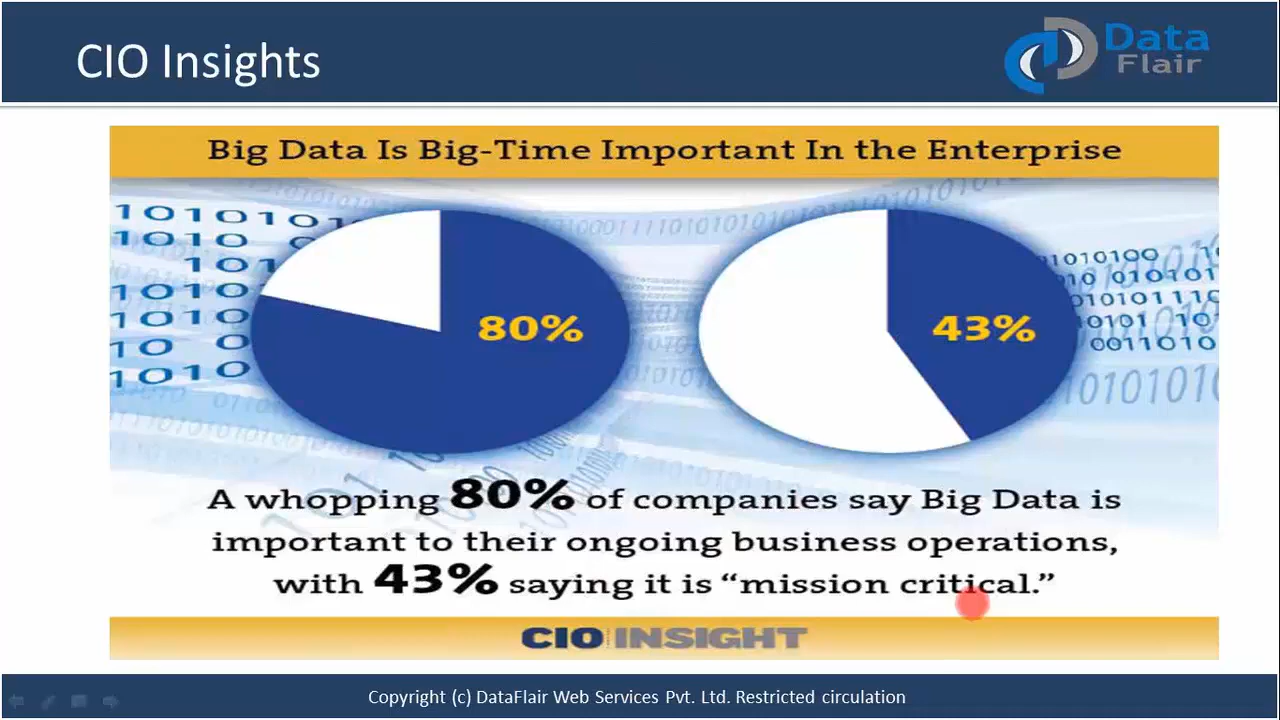 CIO Insights
Data
Flair
Big Data Is Big-Time Important In the Enterprise
80%
43%
A whopping 80% of companies say Big Data is
important to their ongoing business operations,
with 43% saying it is “mission critical.”
CIO INSIGHT
Copyright (c) DataFlair Web Services Pvt. Ltd. Restricted circulation